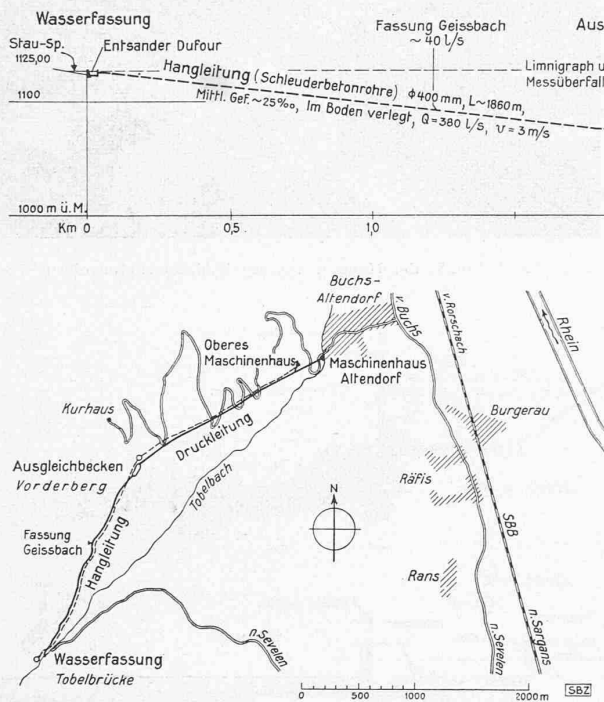 Wasserfassung
Stau-Sp.
1125,00
Entsander Dufour
Fassung Geissbach
~ 40 l/s
Aus
Hangleitung (Schleuderbetonrohre) ϕ 400 mm, L~1860 m,
Mittl. Gef. ~25‰, Im Boden verlegt, Q=380 l/s, v = 3 m/s
Limnigraph u
Messüberfall
1100
1000 m ü.M.
Km 0
0,5
1,0
Buchs-
Altendorf
v. Buchs
v. Rorschach
Rhein
Oberes
Maschinenhaus
Maschinenhaus
Altendorf
Kurhaus
Druckleitung
Burgerau
Ausgleichbecken
Vorderberg
Tobelbach
Räfis
N
SBB
Fassung
Geissbach
Hangleitung
Rans
n. Sevelen
n. Sevelen
n. Sargans
Wasserfassung
Tobelbrücke
0 500 1000 2000 m
SBZ